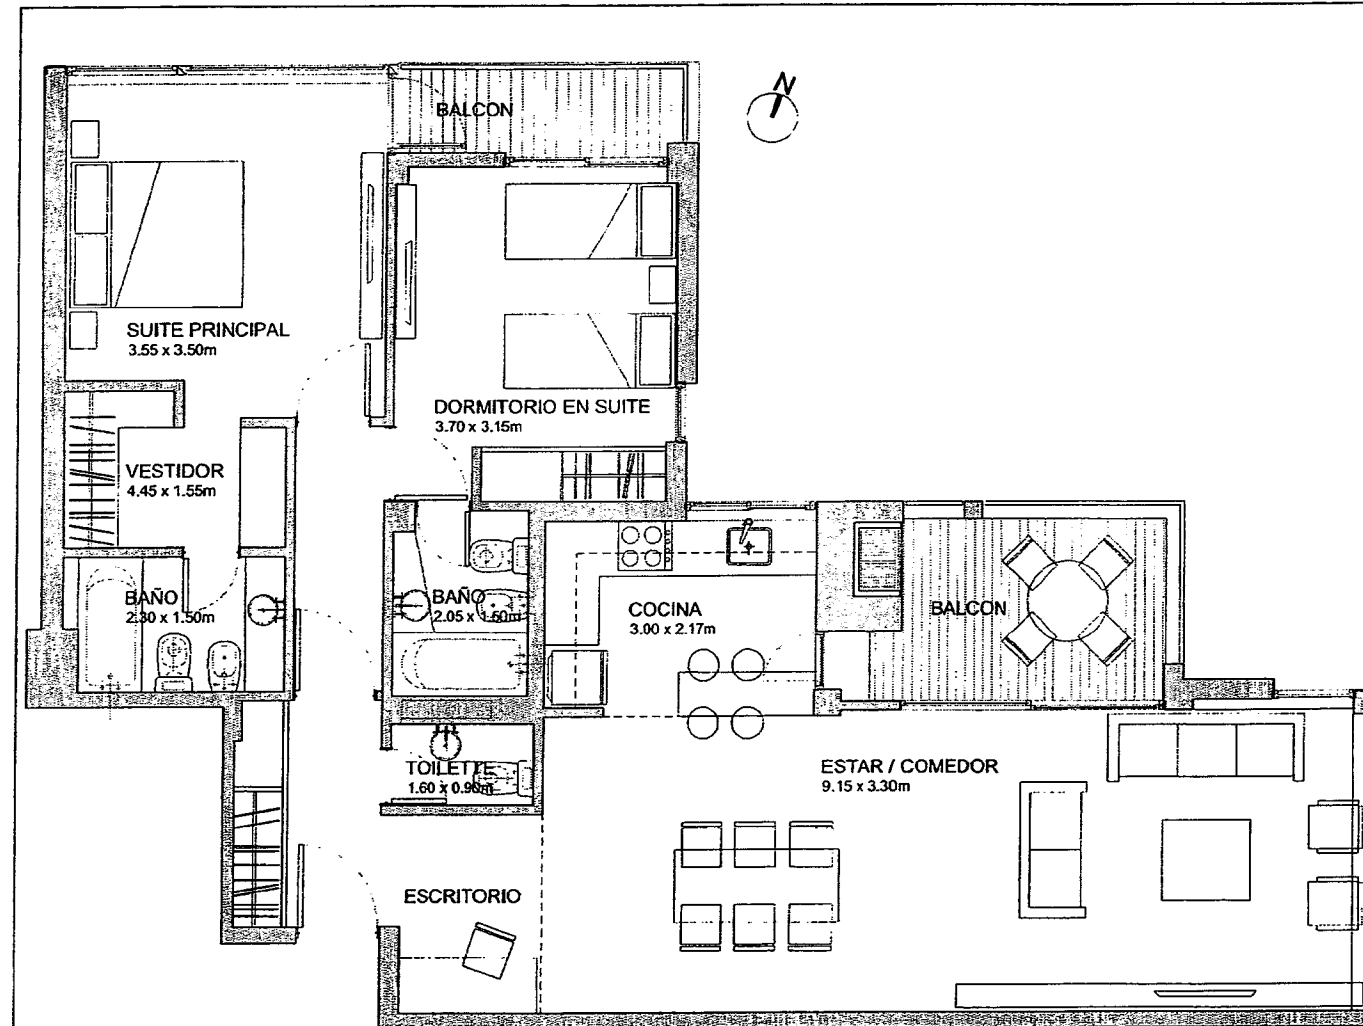 N
BALCON
SUITE PRINCIPAL
3.55 x 3.50m
DORMITORIO EN SUITE
3.70 x 3.15m
VESTIDOR
4.45 x 1.55m
BAÑO
2.30 x 1.50m
BAÑO
2.05 x 1.50m
COCINA
3.00 x 2.17m
BALCON
TOILETTE
1.60 x 0.90m
ESTAR / COMEDOR
9.15 x 3.30m
ESCRITORIO